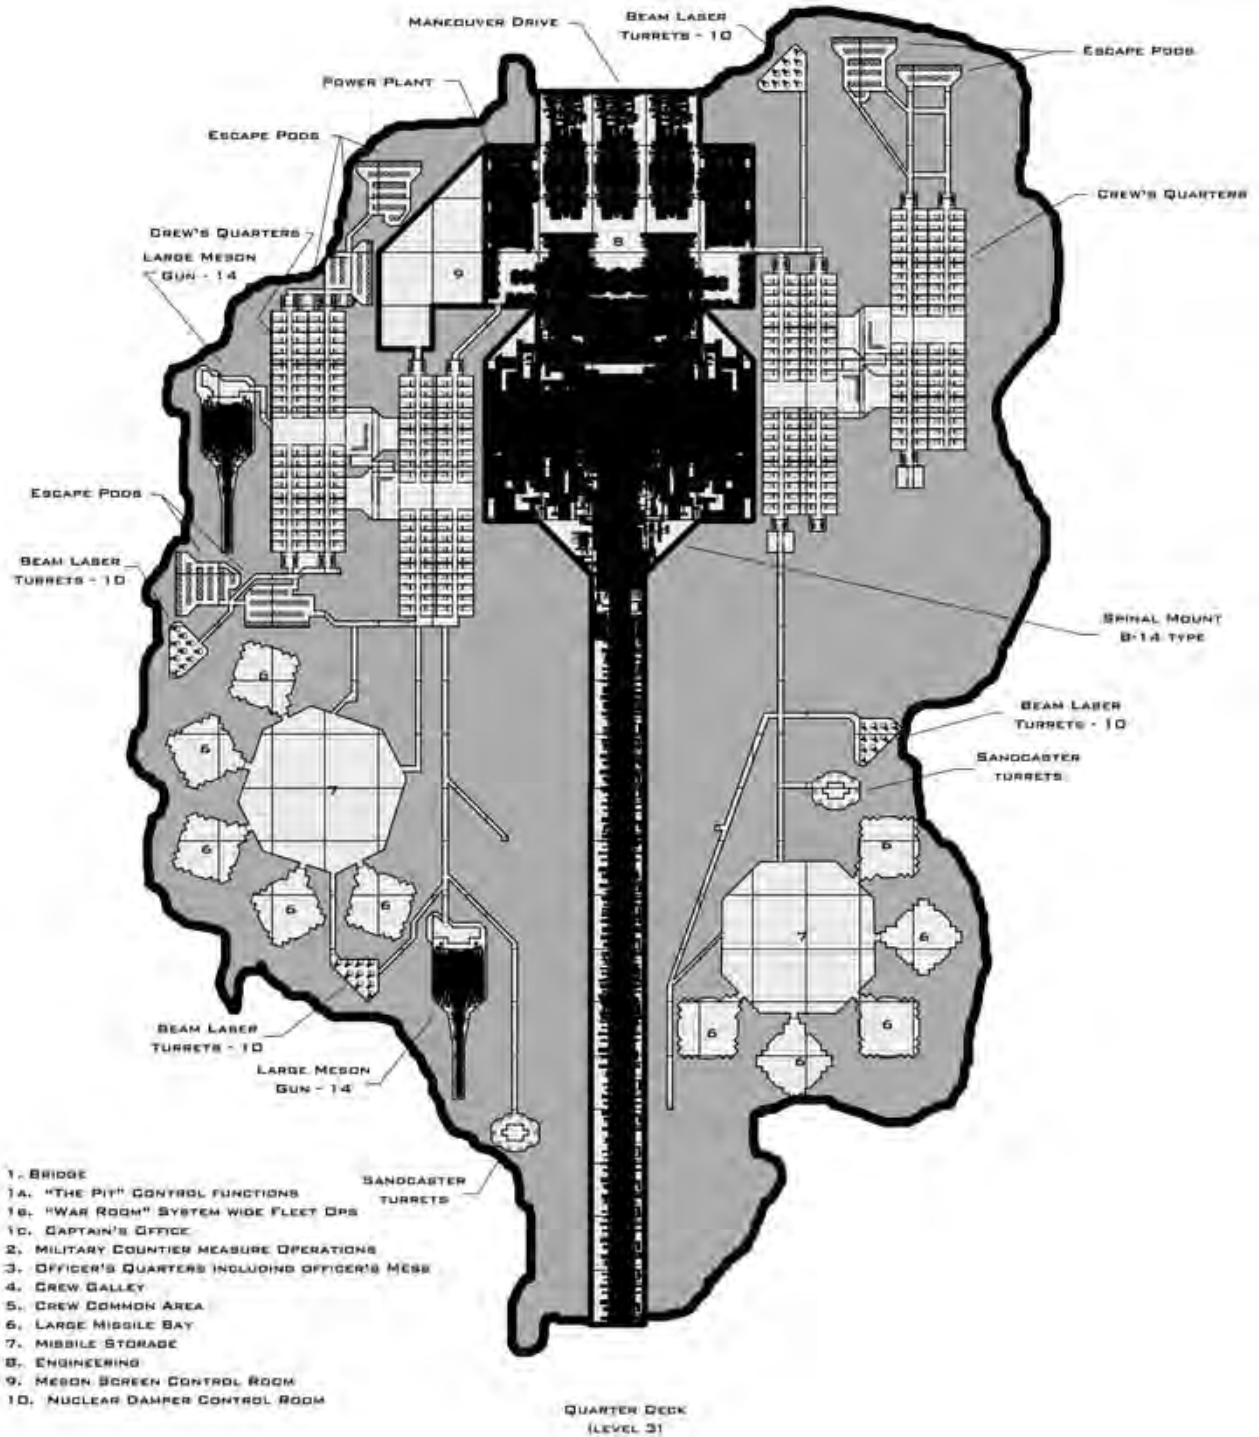 MANEOUVER DRIVE
BEAM LASER
TURRETS - 10
ESCAPE PODS
POWER PLANT
ESCAPE PODS
CREW'S QUARTERS
CREW'S QUARTERS
LARGE MESON
GUN - 14
8
9
ESCAPE PODS
BEAM LASER
TURRETS - 10
SPINAL MOUNT
B-14 TYPE
6
BEAM LASER
TURRETS - 10
6
SANDCASTER
TURRETS
7
6
6
6
6
7
6
BEAM LASER
TURRETS - 10
6
6
LARGE MESON
GUN - 14
6
SANDCASTER
TURRETS
1. BRIDGE
1A. "THE PIT" CONTROL FUNCTIONS
1B. "WAR ROOM" SYSTEM WIDE FLEET OPS
1C. CAPTAIN'S OFFICE
2. MILITARY COUNTIER MEASURE OPERATIONS
3. OFFICER'S QUARTERS INCLUDING OFFICER'S MESS
4. CREW GALLEY
5. CREW COMMON AREA
6. LARGE MISSILE BAY
7. MISSILE STORAGE
8. ENGINEERING
9. MESON SCREEN CONTROL ROOM
10. NUCLEAR DAMPER CONTROL ROOM
QUARTER DECK
(LEVEL 3)